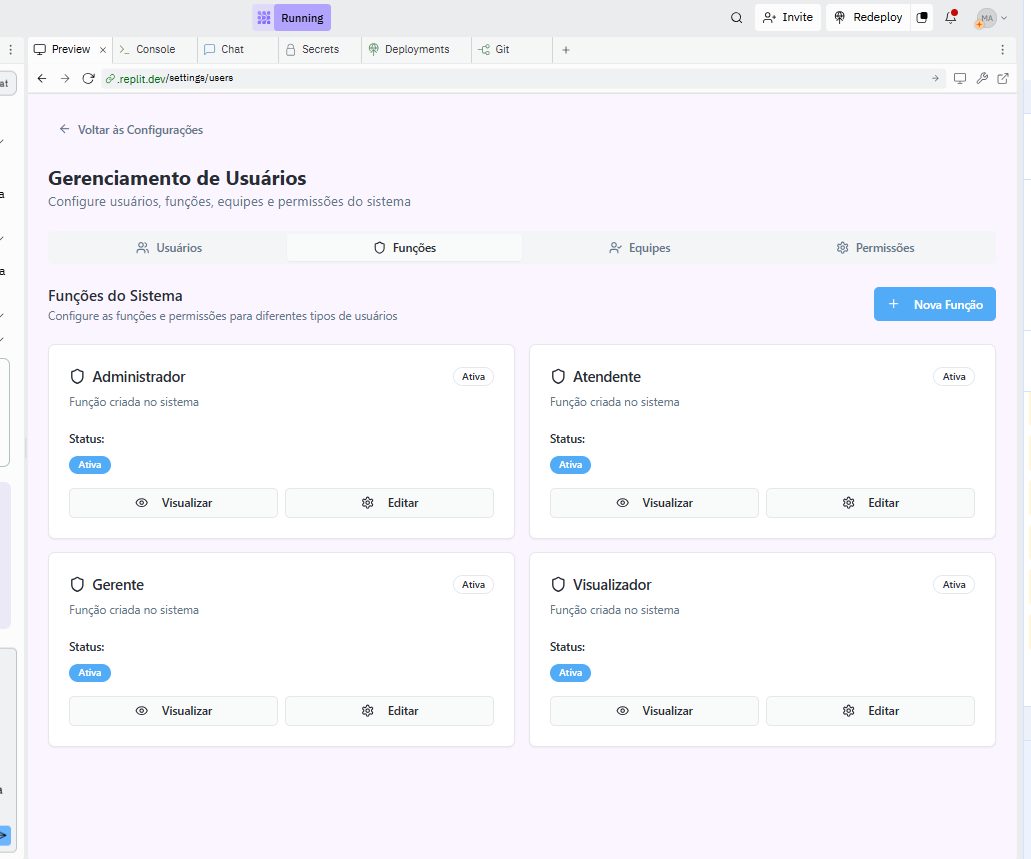 Running
Invite
Redeploy
MA
Preview
Console
Chat
Secrets
Deployments
Git
.replit.dev/settings/users
at
Voltar às Configurações
Gerenciamento de Usuários
Configure usuários, funções, equipes e permissões do sistema
Usuários
Funções
Equipes
Permissões
Funções do Sistema
Configure as funções e permissões para diferentes tipos de usuários
Nova Função
Administrador
Ativa
Função criada no sistema
Status:
Ativa
Visualizar
Editar
Atendente
Ativa
Função criada no sistema
Status:
Ativa
Visualizar
Editar
Gerente
Ativa
Função criada no sistema
Status:
Ativa
Visualizar
Editar
Visualizador
Ativa
Função criada no sistema
Status:
Ativa
Visualizar
Editar